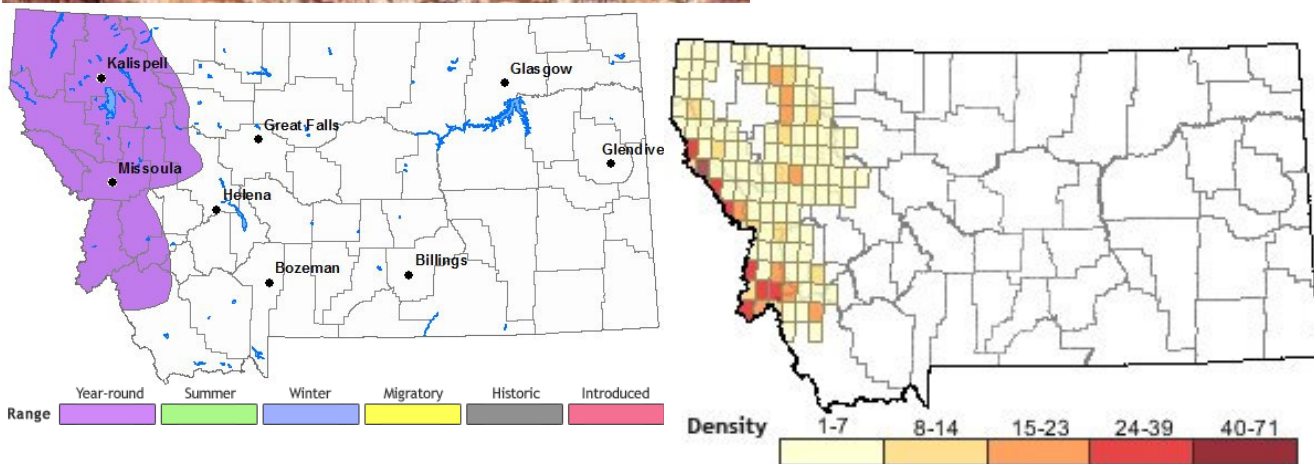 Kalispell
Glasgow
Great Falls
Glendive
Missoula
Helena
Bozeman
Billings
Year-round Summer Winter Migratory Historic Introduced
Range
Density 1-7 8-14 15-23 24-39 40-71